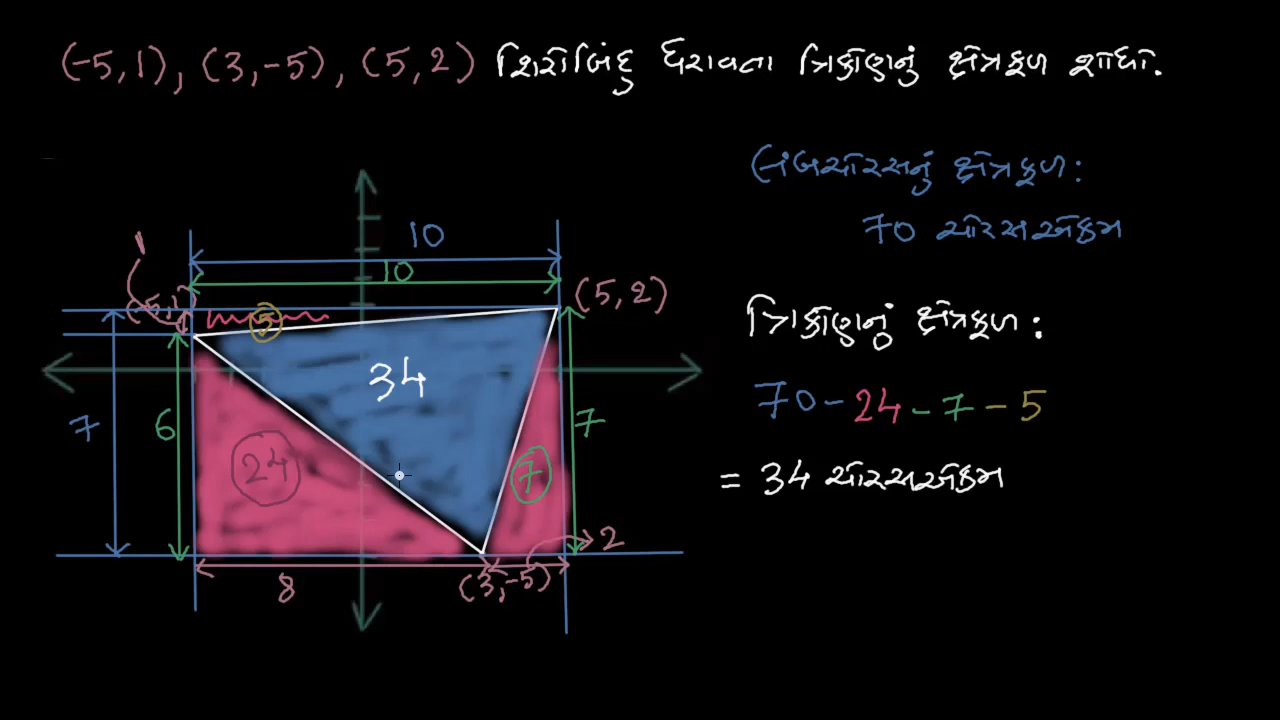 (-5,1), (3,-5), (5,2) શિરોબિંદુ ધરાવતા ત્રિકોણનું ક્ષેત્રફળ શોધો.
લંબચોરસનું ક્ષેત્રફળ:
70 ચોરસએકમ
10
1
10
(-5,1)
5
(5,2)
ત્રિકોણનું ક્ષેત્રફળ:
34
70 - 24 - 7 - 5
7
6
7
24
7
= 34 ચોરસએકમ
2
8
(3,-5)